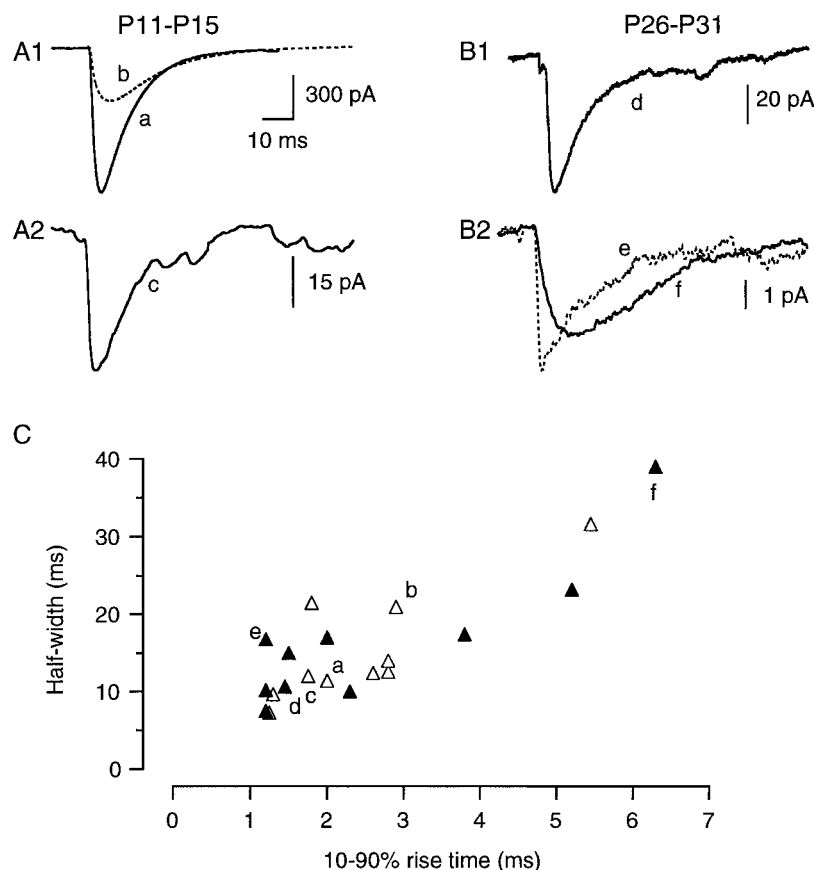 P11-P15
P26-P31
A1
b
a
300 pA
10 ms
B1
d
20 pA
A2
c
15 pA
B2
e
f
1 pA
C
40
30
20
10
0
Half-width (ms)
f
b
e
a
c
d
0 1 2 3 4 5 6 7
10-90% rise time (ms)